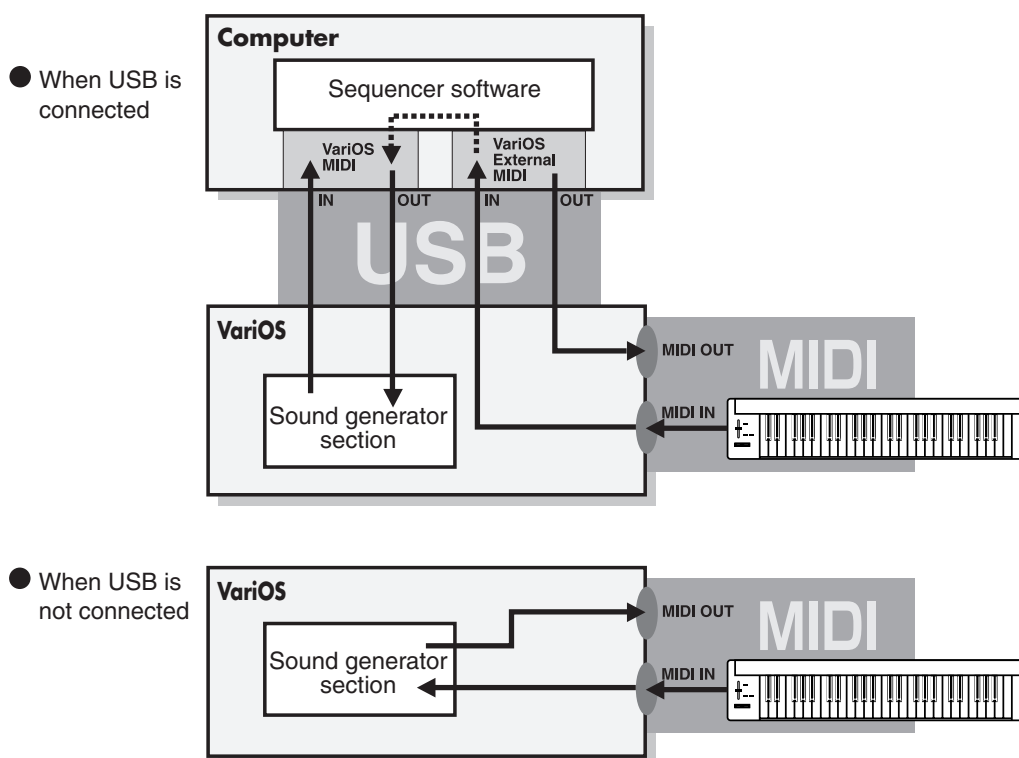 Computer
● When USB is
connected
Sequencer software
VariOS
MIDI
VariOS
External
MIDI
IN
OUT
IN
OUT
USB
VariOS
MIDI OUT
MIDI
MIDI IN
Sound generator
section
● When USB is
not connected
VariOS
MIDI OUT
MIDI
MIDI IN
Sound generator
section